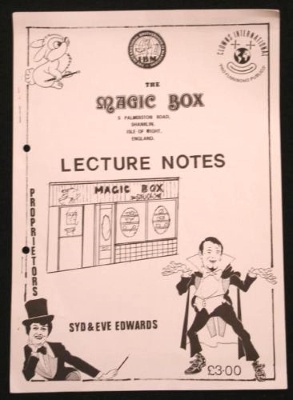 IBM
CLOWNS INTERNATIONAL
THE
MAGIC BOX
5 PALMERSTON ROAD,
SHANKLIN,
ISLE OF WIGHT,
ENGLAND.
LECTURE NOTES
MAGIC BOX
PROPRIETORS
SYD & EVE EDWARDS
£3·00